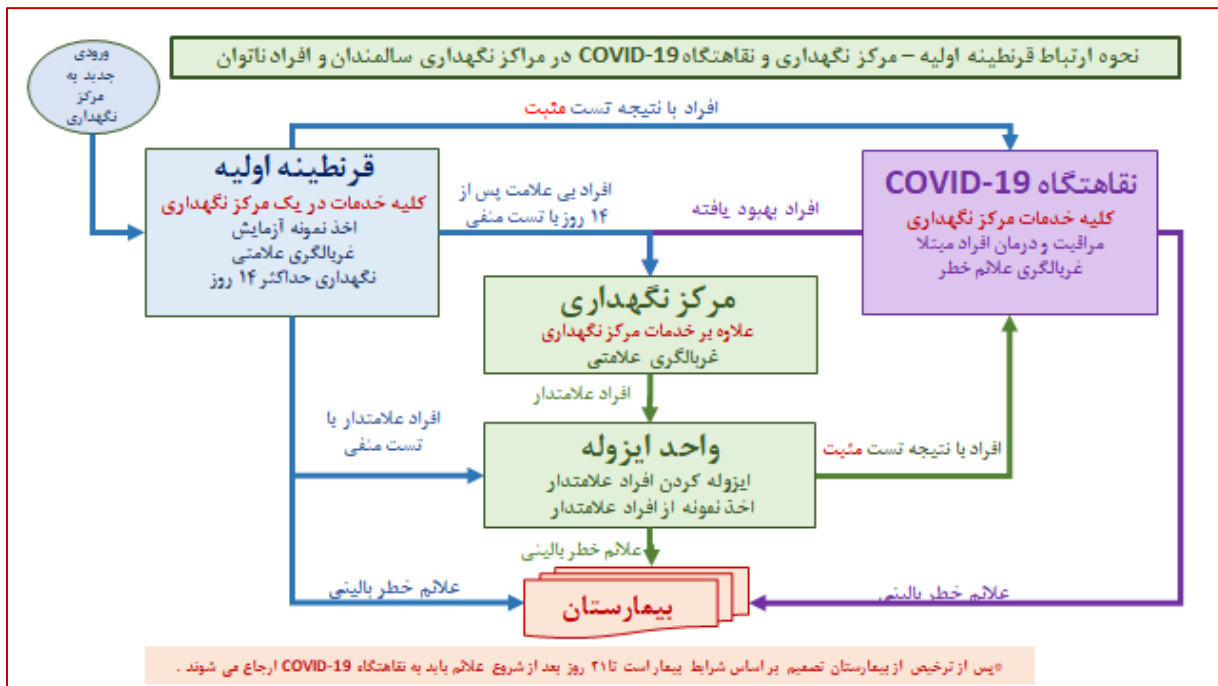 نحوه ارتباط قرنطینه اولیه – مرکز نگهداری و نقاهتگاه COVID-19 در مراکز نگهداری سالمندان و افراد ناتوان
ورودی
جدید به
مرکز
نگهداری
افراد با نتیجه تست مثبت
قرنطینه اولیه
کلیه خدمات در یک مرکز نگهداری
اخذ نمونه آزمایش
غربالگری علامتی
نگهداری حداکثر ۱۴ روز
افراد بی علامت پس از
۱۴ روز با تست منفی
افراد بهبود یافته
نقاهتگاه COVID-19
کلیه خدمات مرکز نگهداری
مراقبت و درمان افراد مبتلا
غربالگری علائم خطر
مرکز نگهداری
علاوه بر خدمات مرکز نگهداری
غربالگری علامتی
افراد علامتدار
افراد علامتدار با
تست منفی
واحد ایزوله
ایزوله کردن افراد علامتدار
اخذ نمونه از افراد علامتدار
افراد با نتیجه تست مثبت
علائم خطر بالینی
علائم خطر بالینی
علائم خطر بالینی
بیمارستان
*پس از ترخیص از بیمارستان تصمیم بر اساس شرایط بیمار است تا ۲۱ روز بعد از شروع علائم باید به نقاهتگاه COVID-19 ارجاع می شوند .